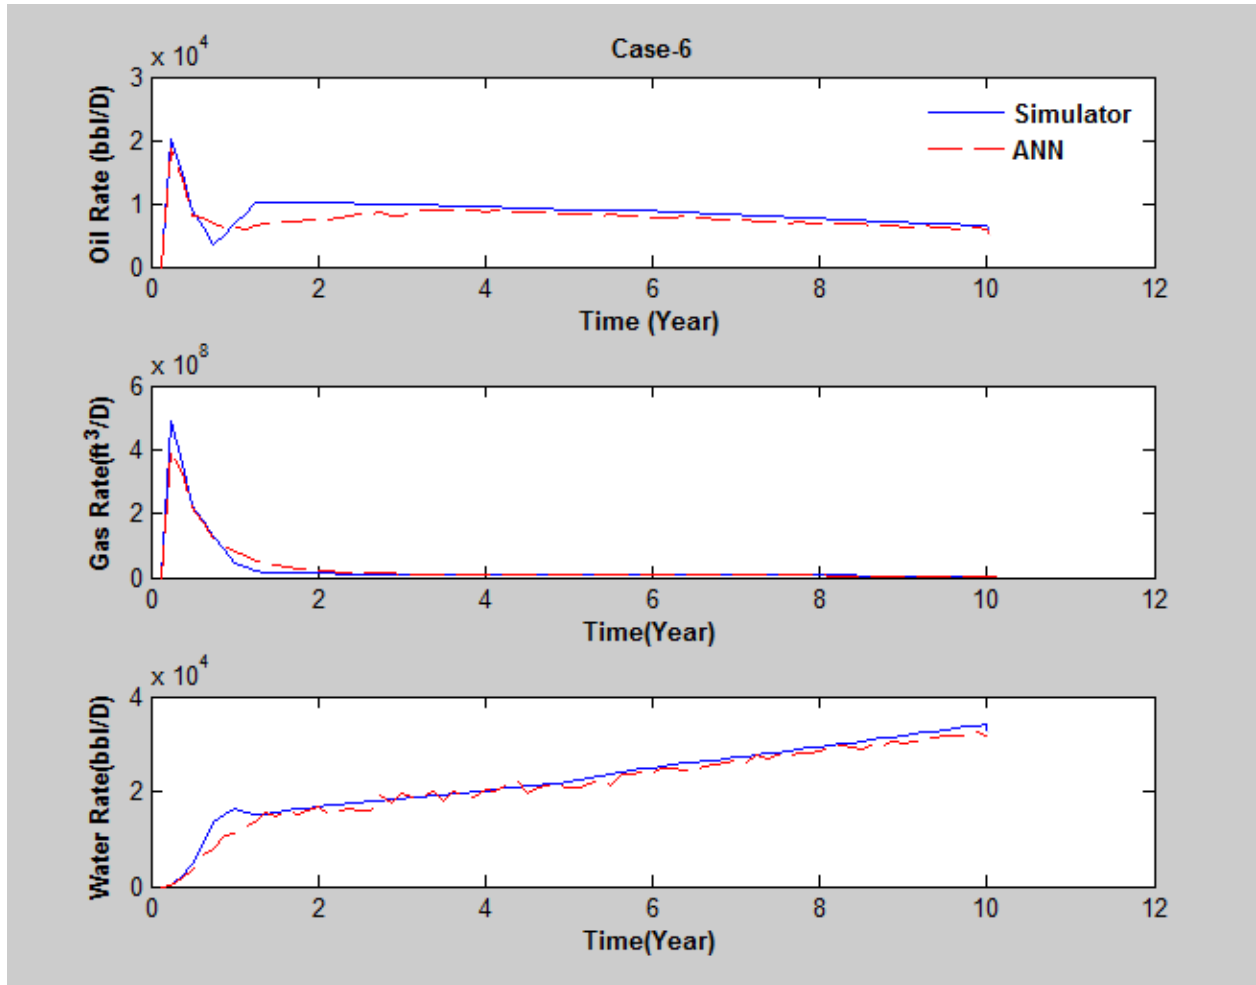 Case-6
x 10^4
3
2
1
0
Oil Rate (bbl/D)
Simulator
ANN
0 2 4 6 8 10 12
Time (Year)
x 10^8
6
4
2
0
Gas Rate(ft^3/D)
0 2 4 6 8 10 12
Time(Year)
x 10^4
4
2
0
Water Rate(bbl/D)
0 2 4 6 8 10 12
Time(Year)